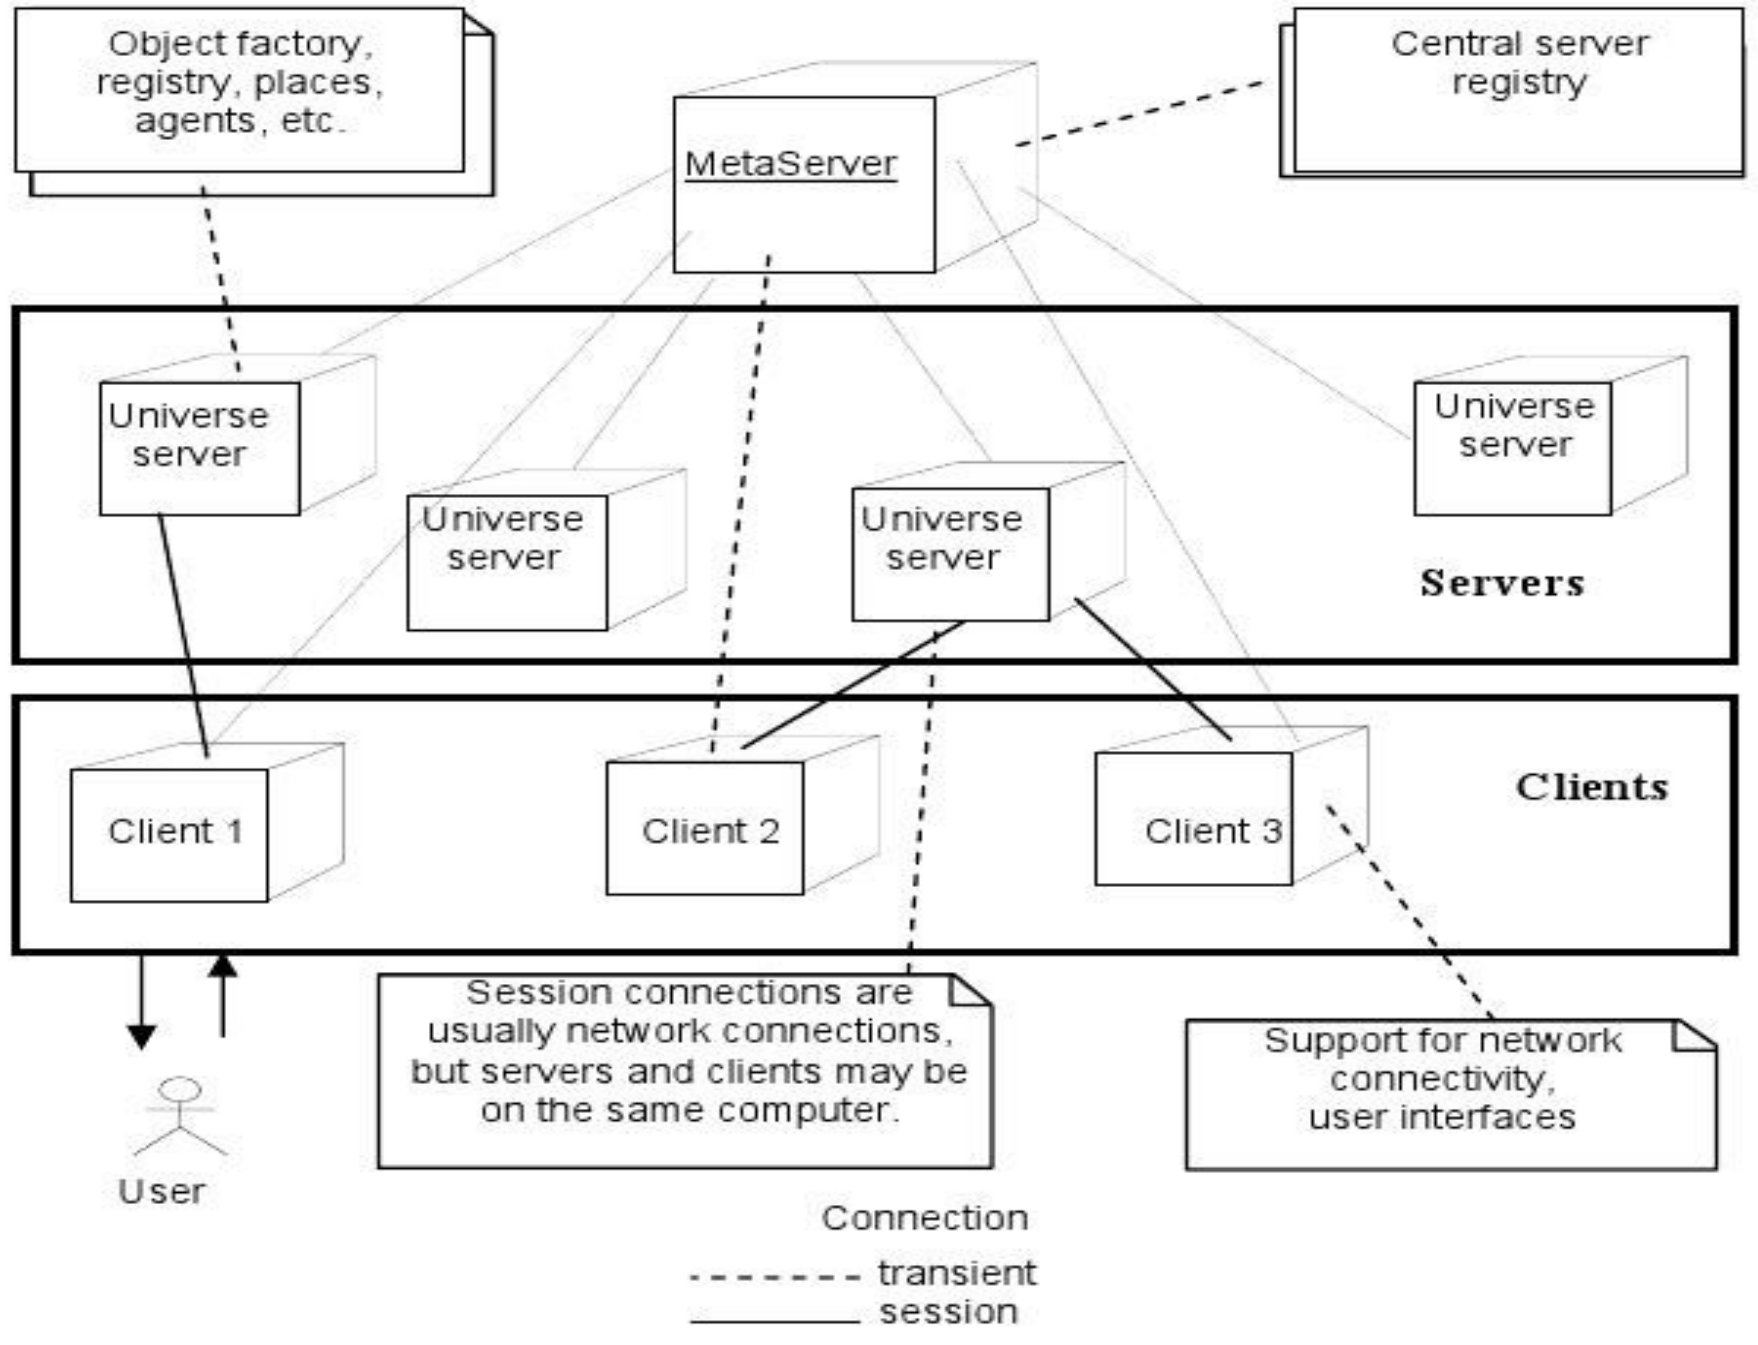 Object factory,
registry, places,
agents, etc.
Central server
registry
MetaServer
Universe
server
Universe
server
Universe
server
Universe
server
Servers
Clients
Client 1
Client 2
Client 3
Session connections are
usually network connections,
but servers and clients may be
on the same computer.
Support for network
connectivity,
user interfaces
User
Connection
transient
session